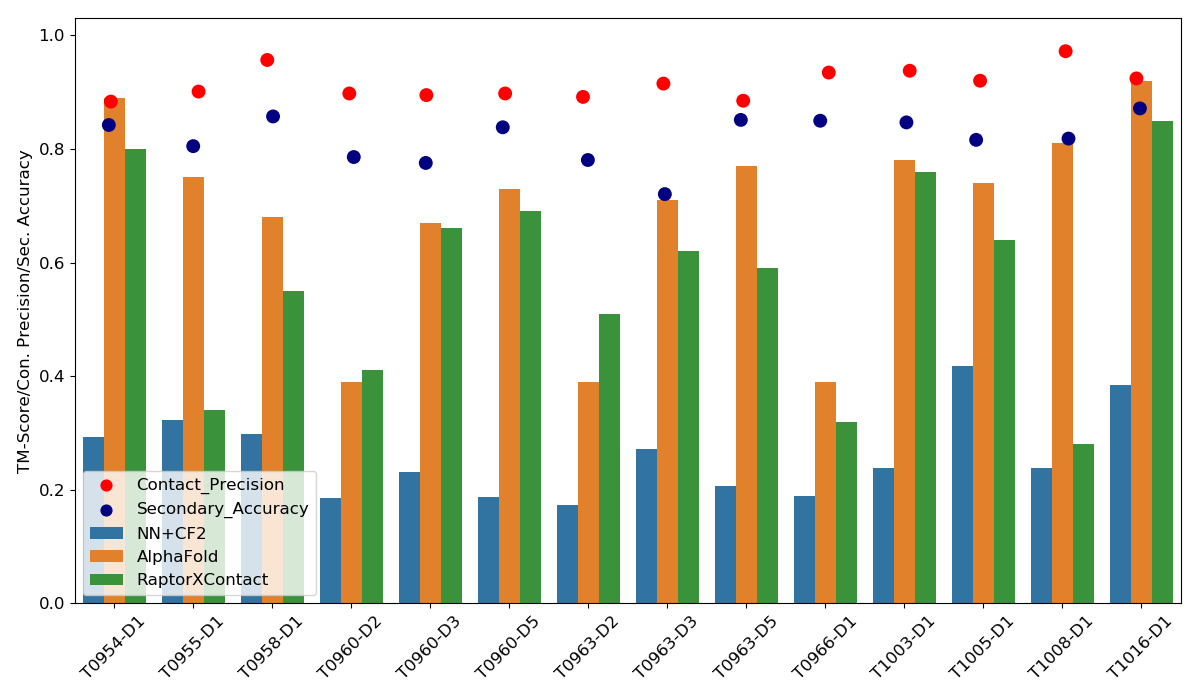 TM-Score/Con. Precision/Sec. Accuracy
1.0
0.8
0.6
0.4
0.2
0.0
Contact_Precision
Secondary_Accuracy
NN+CF2
AlphaFold
RaptorXContact
T0954-D1
T0955-D1
T0958-D1
T0960-D2
T0960-D3
T0960-D5
T0963-D2
T0963-D3
T0963-D5
T0966-D1
T1003-D1
T1005-D1
T1008-D1
T1016-D1